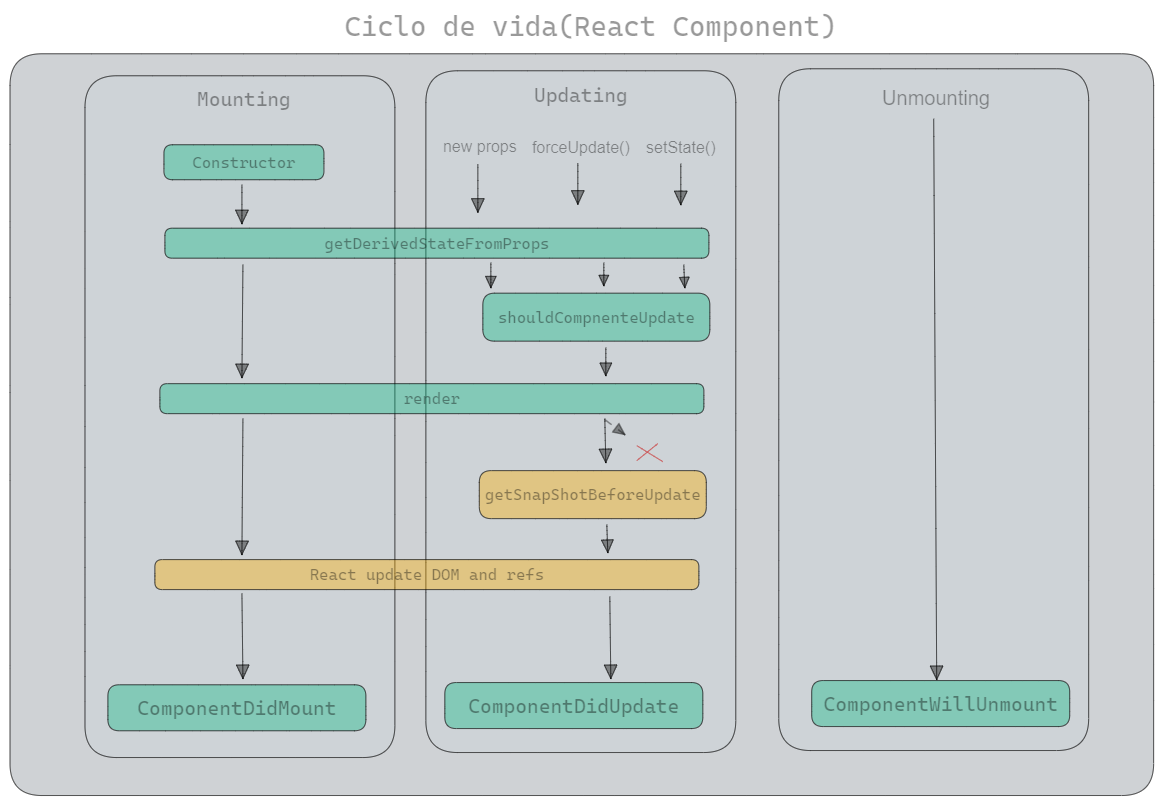 Ciclo de vida(React Component)
Mounting
Updating
Unmounting
new props
forceUpdate()
setState()
Constructor
getDerivedStateFromProps
shouldCompnenteUpdate
render
getSnapShotBeforeUpdate
React update DOM and refs
ComponentDidMount
ComponentDidUpdate
ComponentWillUnmount